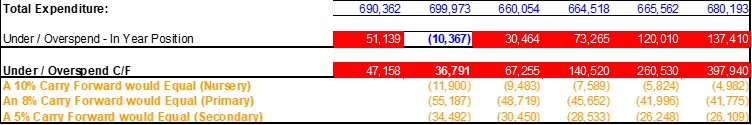 Total Expenditure: 690,362 699,973 660,054 664,518 665,562 680,193
Under / Overspend - In Year Position 51,139 (10,367) 30,464 73,265 120,010 137,410
Under / Overspend C/F 47,158 36,791 67,255 140,520 260,530 397,940
A 10% Carry Forward would Equal (Nursery) (11,900) (9,483) (7,589) (5,824) (4,982)
An 8% Carry Forward would Equal (Primary) (55,187) (48,719) (45,652) (41,996) (41,775)
A 5% Carry Forward would Equal (Secondary) (34,492) (30,450) (28,533) (26,248) (26,109)